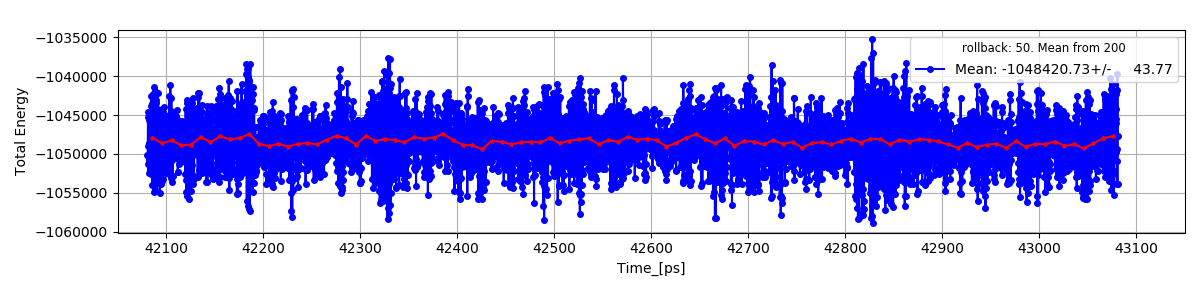 Total Energy
−1035000
−1040000
−1045000
−1050000
−1055000
−1060000
rollback: 50. Mean from 200
Mean: -1048420.73+/-     43.77
42100 42200 42300 42400 42500 42600 42700 42800 42900 43000 43100
Time_[ps]